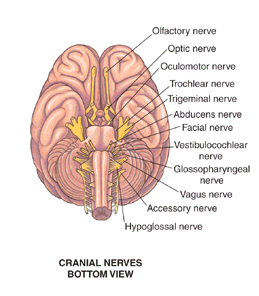 Olfactory nerve
Optic nerve
Oculomotor nerve
Trochlear nerve
Trigeminal nerve
Abducens nerve
Facial nerve
Vestibulocochlear
nerve
Glossopharyngeal
nerve
Vagus nerve
Accessory nerve
Hypoglossal nerve
CRANIAL NERVES
BOTTOM VIEW